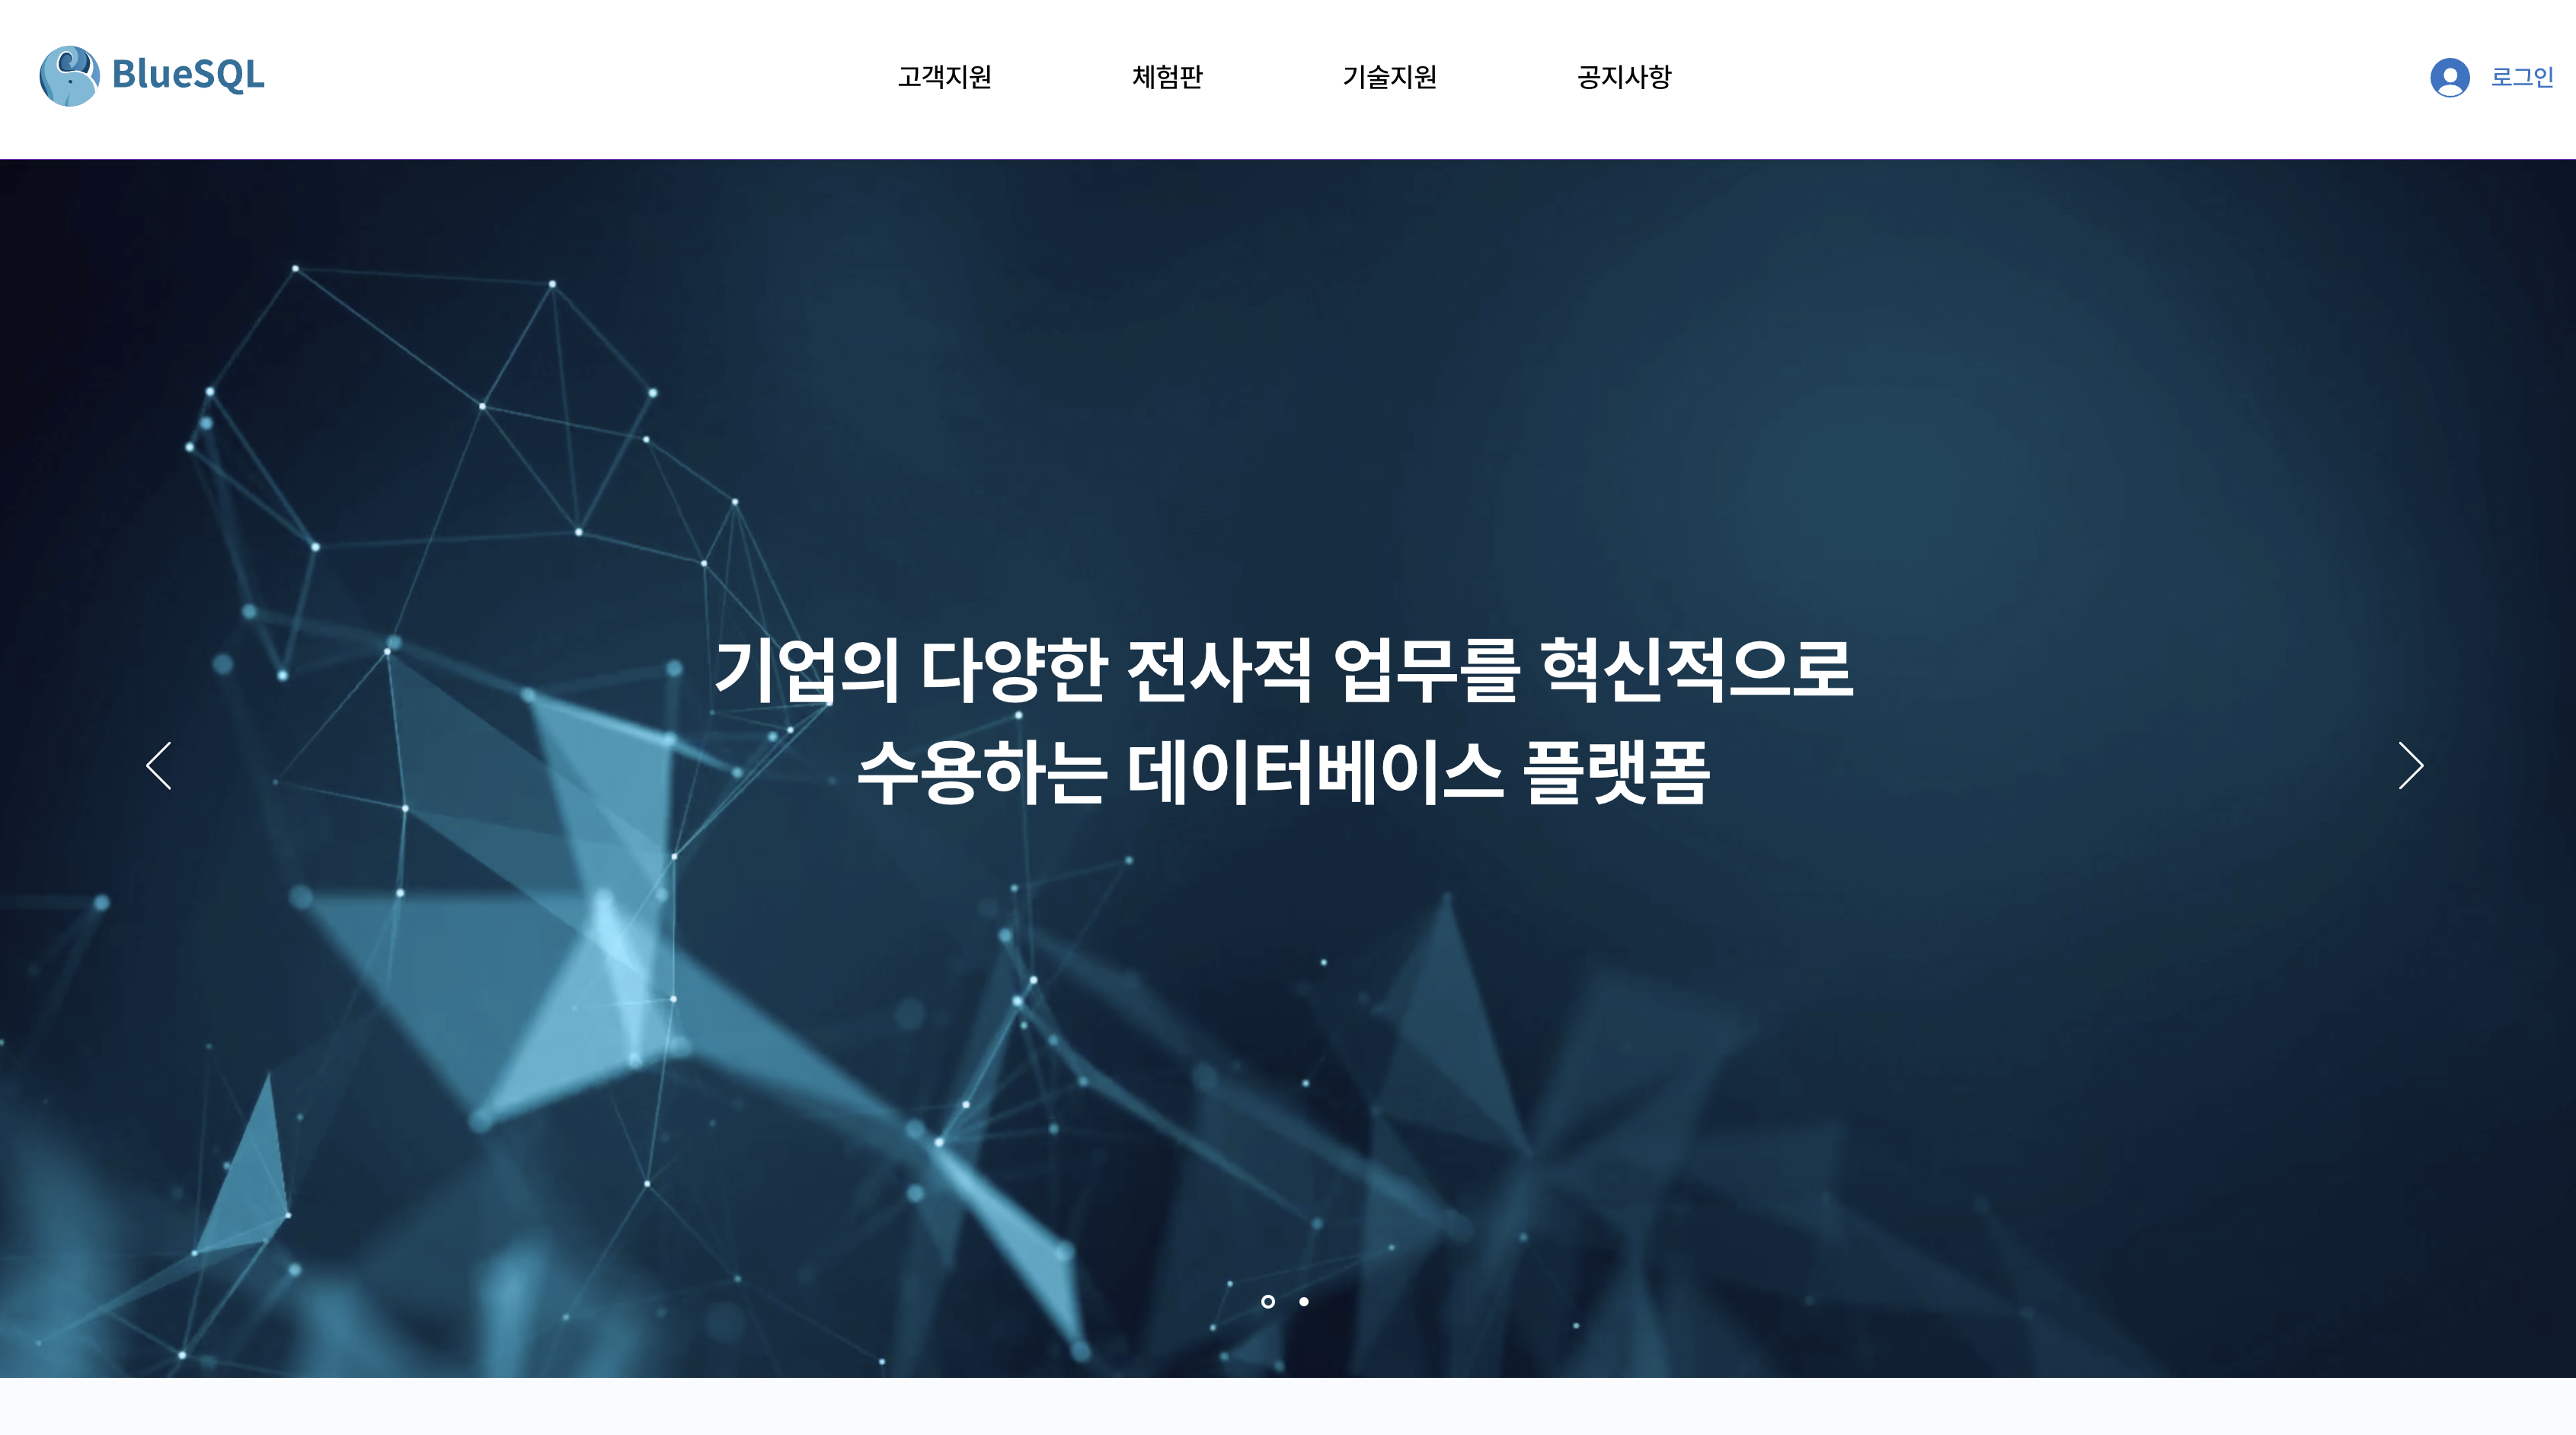 BlueSQL
고객지원
체험판
기술지원
공지사항
로그인
기업의 다양한 전사적 업무를 혁신적으로
수용하는 데이터베이스 플랫폼